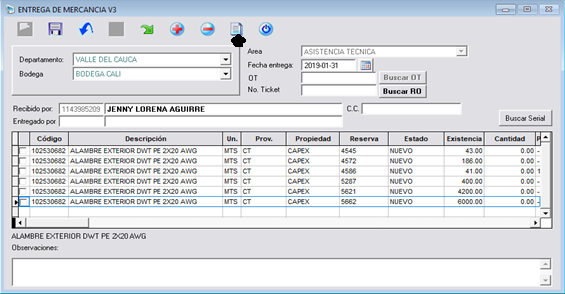 ENTREGA DE MERCANCIA V3
Departamento: VALLE DEL CAUCA
Bodega BODEGA CALI
Area ASISTENCIA TECNICA
Fecha entrega: 2019-01-31
OT Buscar OT
No. Ticket Buscar RO
Recibido por: 1143985209 JENNY LORENA AGUIRRE C.C.
Entregado por Buscar Serial
Código Descripción Un. Prov. Propiedad Reserva Estado Existencia Cantidad P
102530682 ALAMBRE EXTERIOR DWT PE 2X20 AWG MTS CT CAPEX 4545 NUEVO 43.00 0.00 -
102530682 ALAMBRE EXTERIOR DWT PE 2X20 AWG MTS CT CAPEX 4572 NUEVO 186.00 0.00 -
102530682 ALAMBRE EXTERIOR DWT PE 2X20 AWG MTS CT CAPEX 4586 NUEVO 41.00 0.00 1
102530682 ALAMBRE EXTERIOR DWT PE 2X20 AWG MTS CT CAPEX 5287 NUEVO 400.00 0.00 -
102530682 ALAMBRE EXTERIOR DWT PE 2X20 AWG MTS CT CAPEX 5621 NUEVO 4200.00 0.00 -
102530682 ALAMBRE EXTERIOR DWT PE 2X20 AWG MTS CT CAPEX 5662 NUEVO 6000.00 0.00 -
ALAMBRE EXTERIOR DWT PE 2X20 AWG
Observaciones: